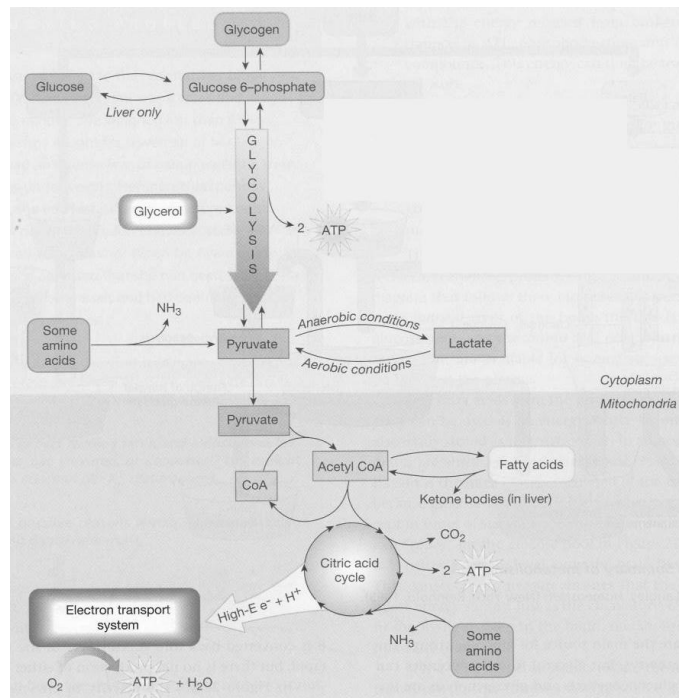 Glycogen
Glucose
Glucose 6–phosphate
Liver only
GLYCOLYSIS
Glycerol
2 ATP
NH3
Some
amino
acids
Pyruvate
Anaerobic conditions
Aerobic conditions
Lactate
Cytoplasm
Mitochondria
Pyruvate
Acetyl CoA
Fatty acids
CoA
Ketone bodies (in liver)
CO2
Citric acid
cycle
2 ATP
High-E e− + H+
Electron transport
system
NH3
Some
amino
acids
O2
ATP + H2O